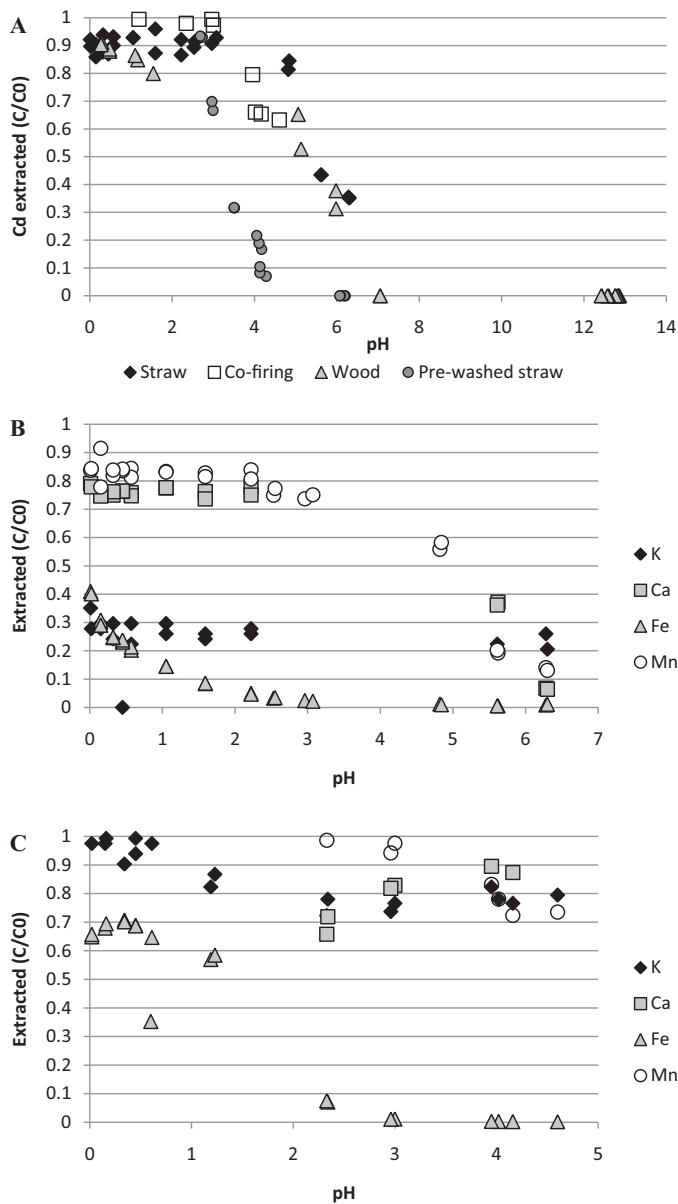 A
Cd extracted (C/C0)
1
0.9
0.8
0.7
0.6
0.5
0.4
0.3
0.2
0.1
0
0 2 4 6 8 10 12 14
pH
Straw Co-firing Wood Pre-washed straw
B
Extracted (C/C0)
1
0.9
0.8
0.7
0.6
0.5
0.4
0.3
0.2
0.1
0
0 1 2 3 4 5 6 7
pH
K
Ca
Fe
Mn
C
Extracted (C/C0)
1
0.9
0.8
0.7
0.6
0.5
0.4
0.3
0.2
0.1
0
0 1 2 3 4 5
pH
K
Ca
Fe
Mn